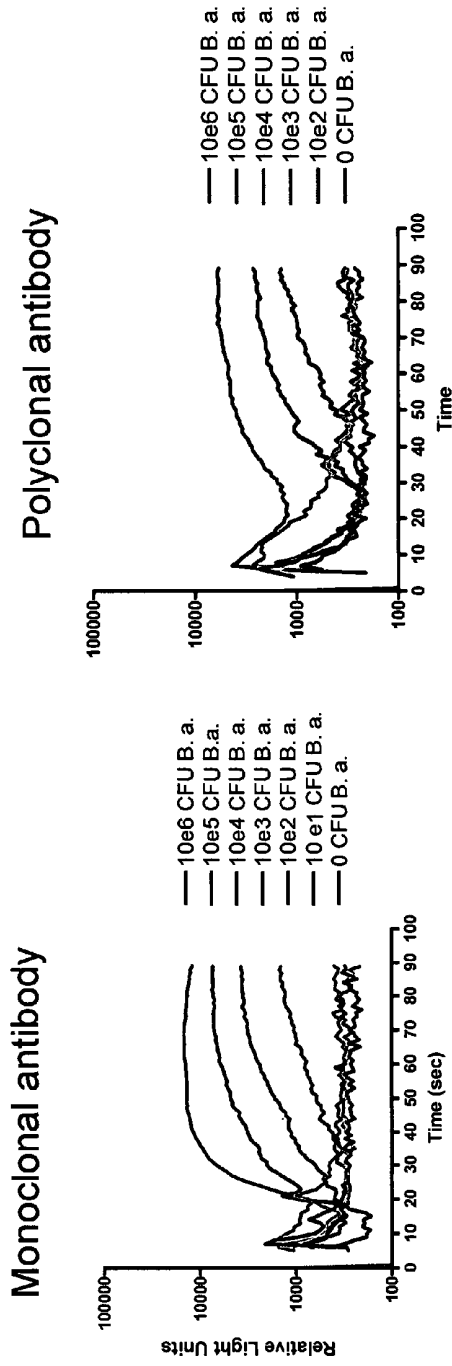 Monoclonal antibody
Relative Light Units
100000
10000
1000
100
0 10 20 30 40 50 60 70 80 90 100
Time (sec)
10e6 CFU B. a.
10e5 CFU B.a.
10e4 CFU B. a.
10e3 CFU B. a.
10e2 CFU B. a.
10 e1 CFU B. a.
0 CFU B. a.
Polyclonal antibody
100000
10000
1000
100
0 10 20 30 40 50 60 70 80 90 100
Time
10e6 CFU B. a.
10e5 CFU B. a.
10e4 CFU B. a.
10e3 CFU B. a.
10e2 CFU B. a.
0 CFU B. a.